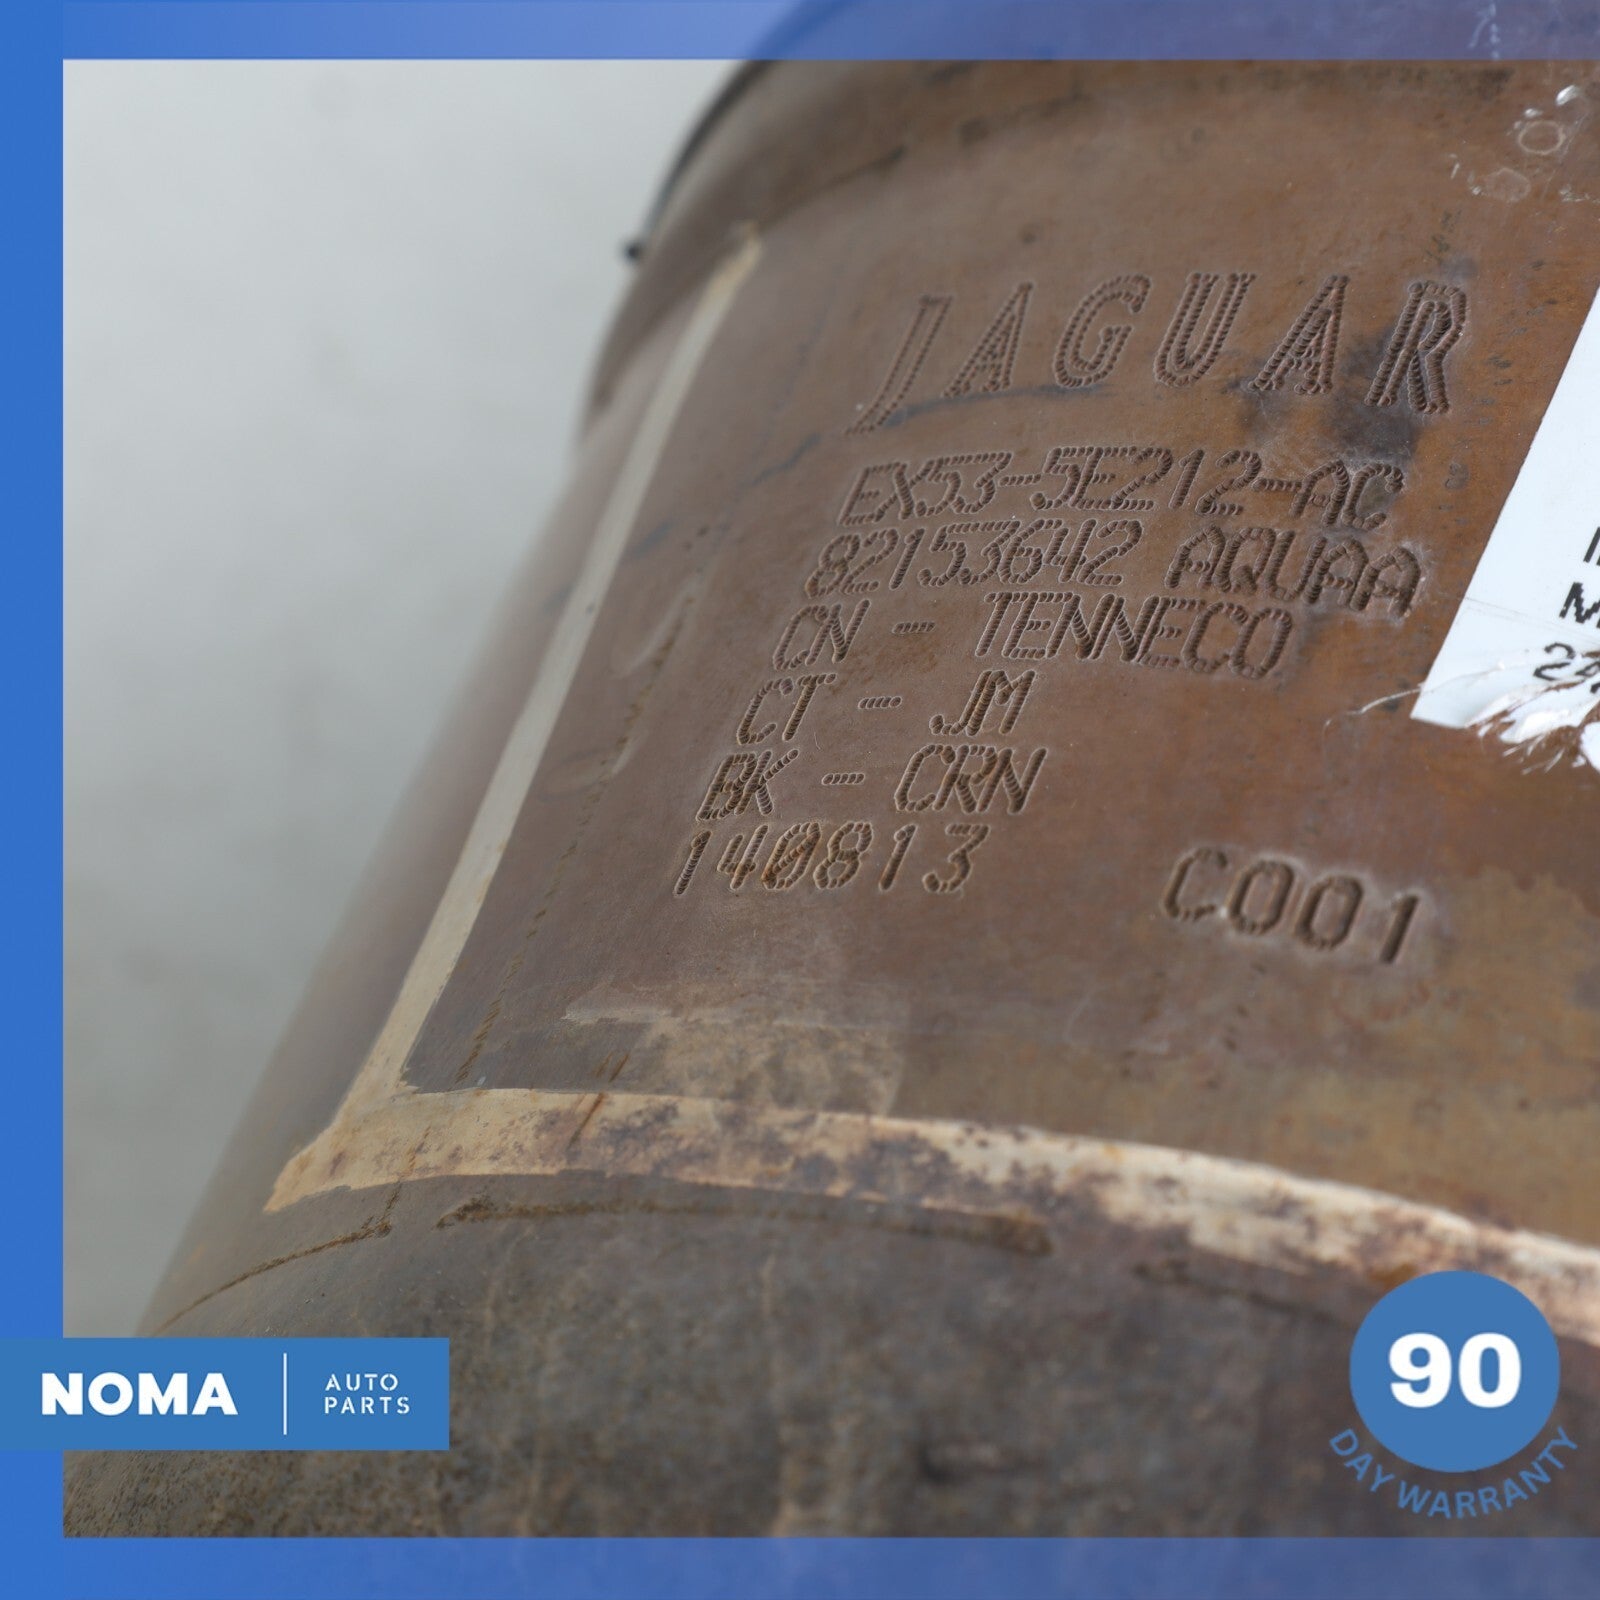 JAGUAR
EX53-5E212-AC
82153642 AQUAA
CN - TENNECO
CT - JM
BK - CRN
140813
C001
NOMA
AUTO
PARTS
90
DAY WARRANTY